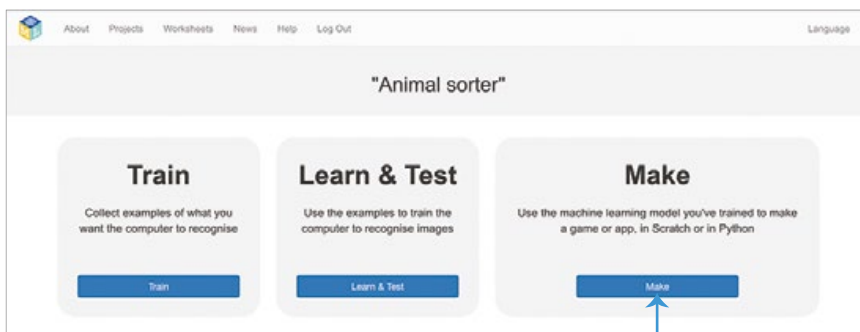 About Projects Worksheets News Help Log Out Language
"Animal sorter"
Train
Collect examples of what you
want the computer to recognise
Train
Learn & Test
Use the examples to train the
computer to recognise images
Learn & Test
Make
Use the machine learning model you've trained to make
a game or app, in Scratch or in Python
Make